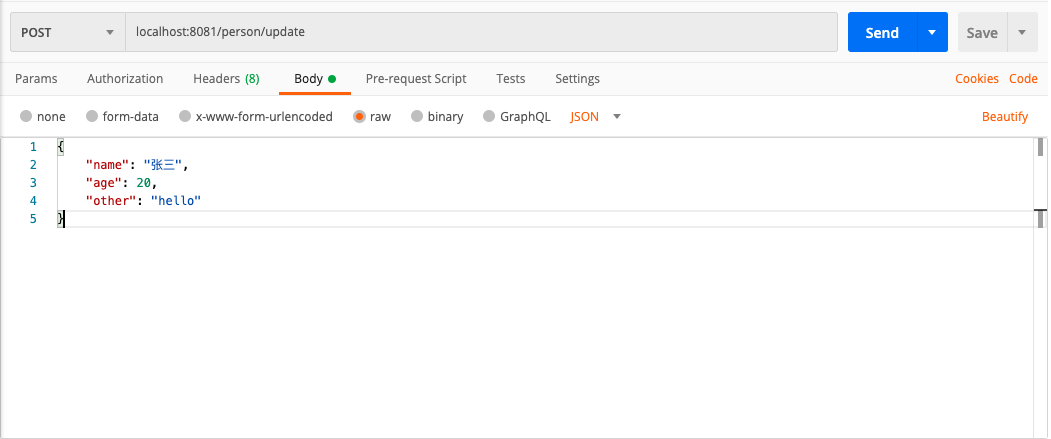 POST localhost:8081/person/update Send Save
Params Authorization Headers (8) Body Pre-request Script Tests Settings Cookies Code
none form-data x-www-form-urlencoded raw binary GraphQL JSON Beautify
1 {
2 "name": "张三",
3 "age": 20,
4 "other": "hello"
5 }